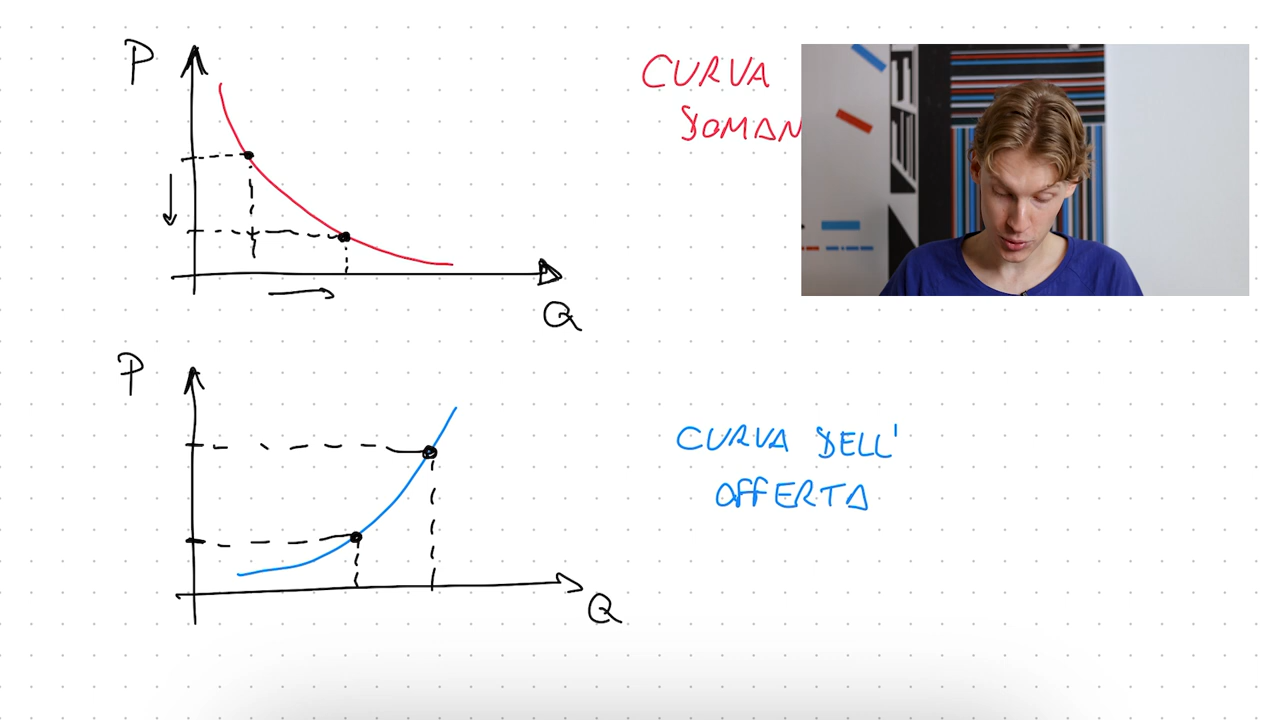 P
CURVA
DOMAN
Q
P
CURVA DELL'
OFFERTA
Q